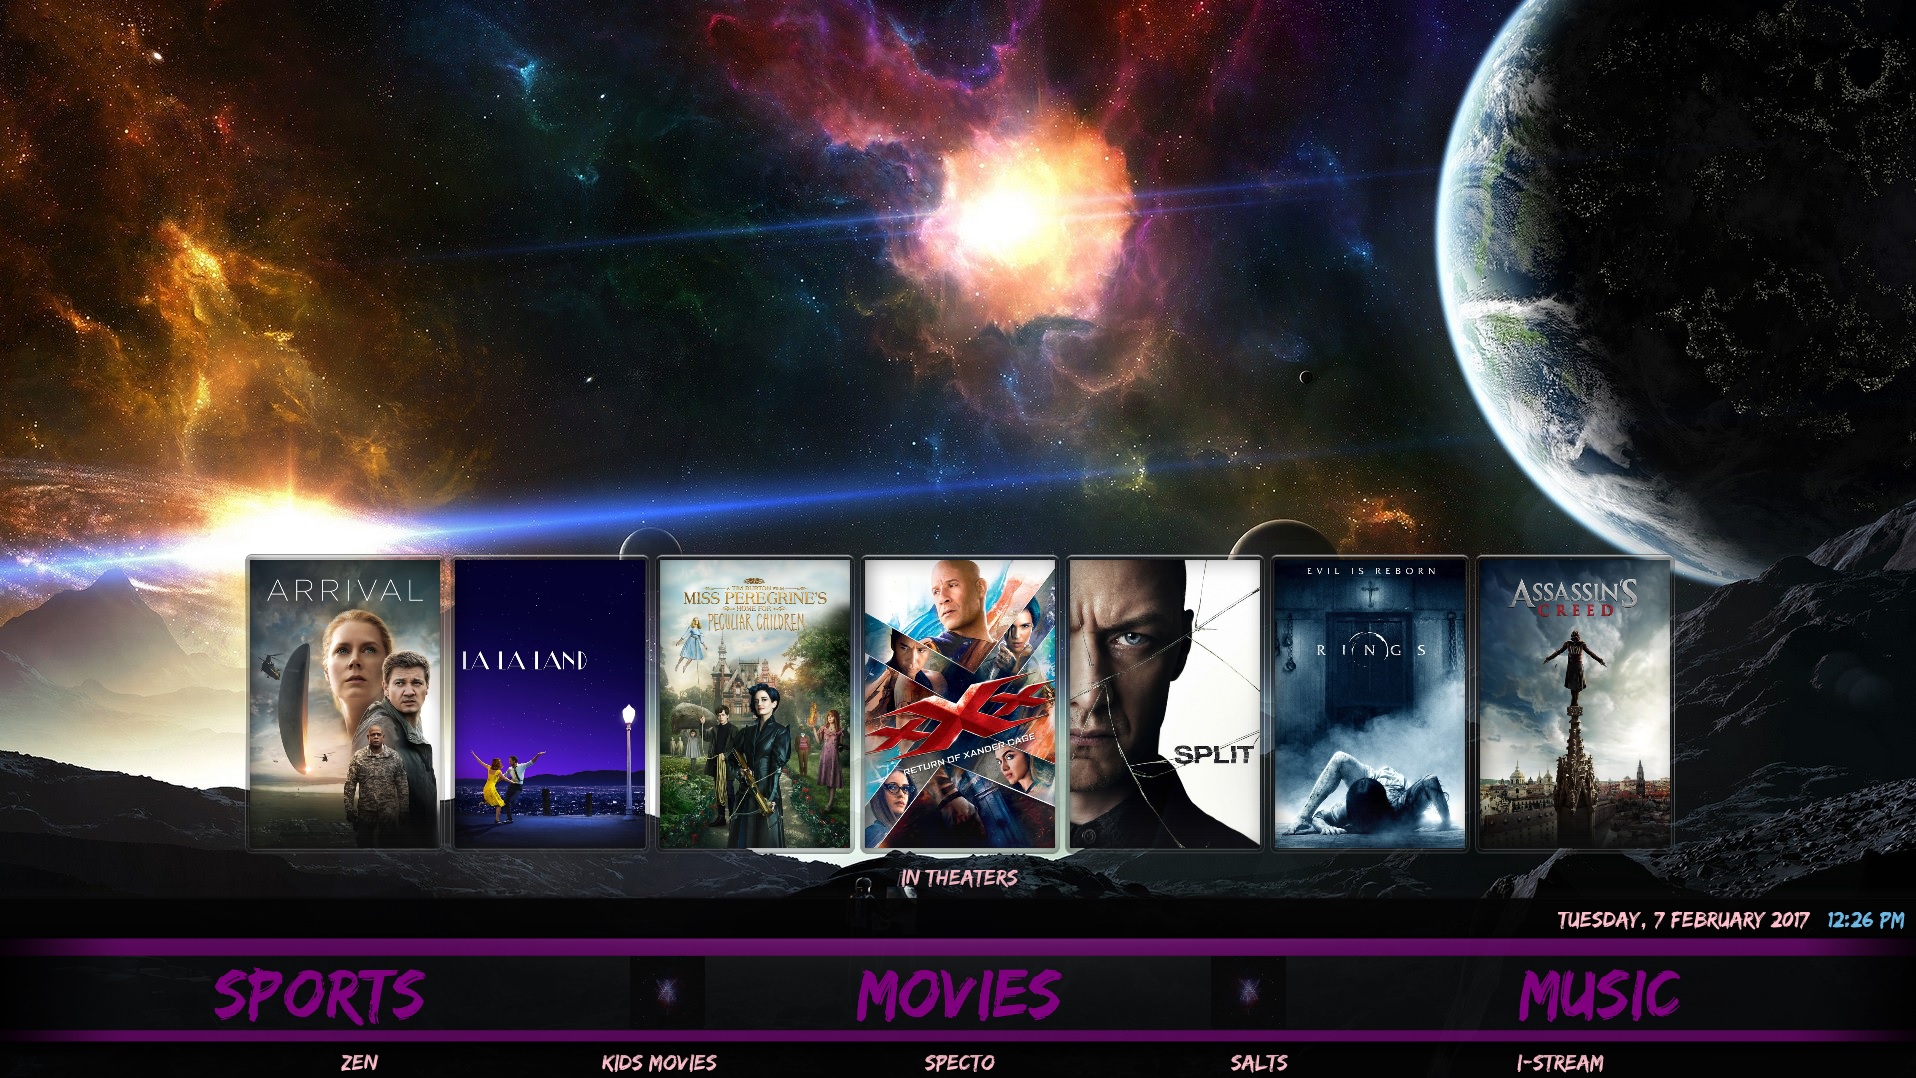 ARRIVAL
LA LA LAND
A TIM BURTON FILM
MISS PEREGRINE'S
HOME FOR
PECULIAR CHILDREN
xXx
RETURN OF XANDER CAGE
SPLIT
EVIL IS REBORN
RINGS
ASSASSIN'S
CREED
IN THEATERS
TUESDAY, 7 FEBRUARY 2017 12:26 PM
SPORTS MOVIES MUSIC
ZEN KIDS MOVIES SPECTO SALTS I-STREAM